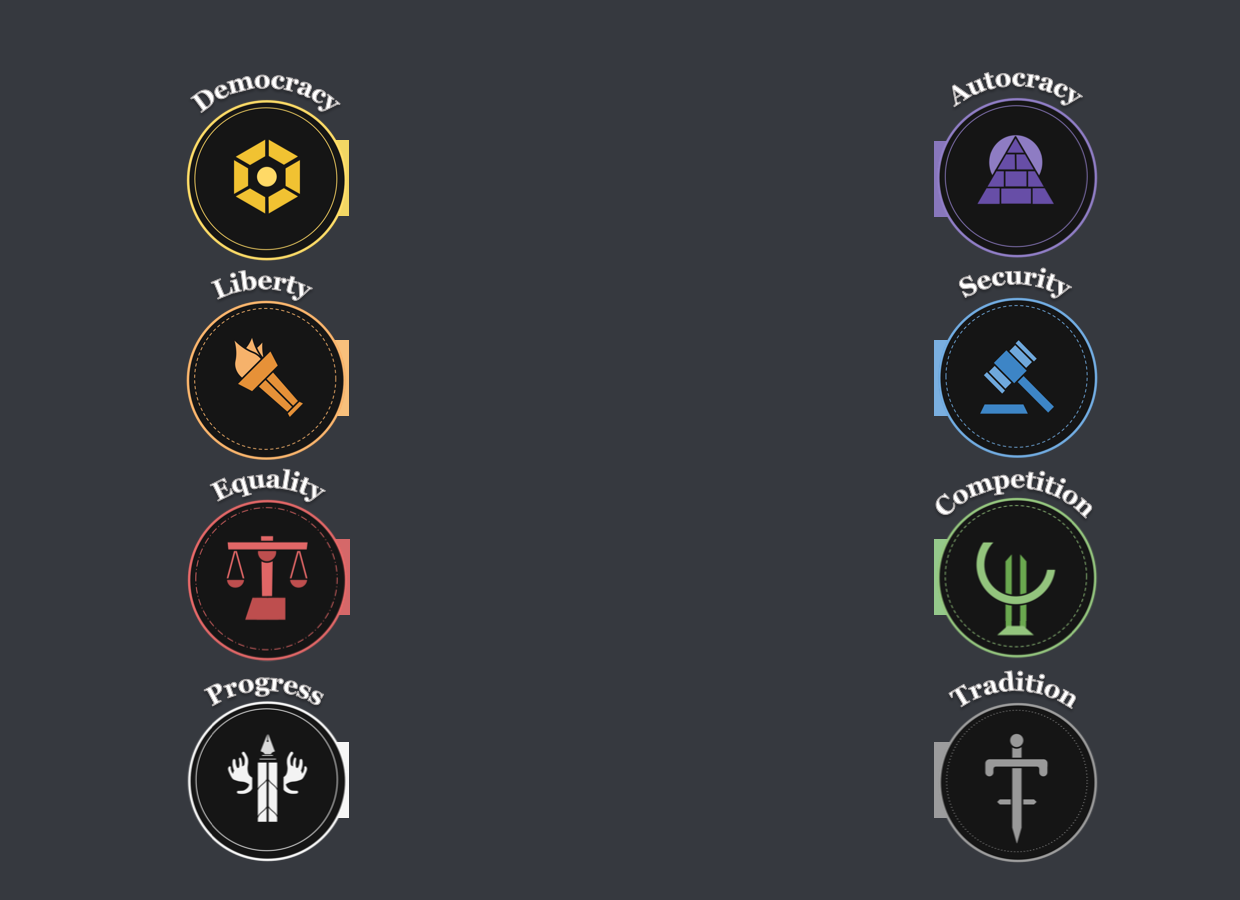 Democracy
Autocracy
Liberty
Security
Equality
Competition
Progress
Tradition